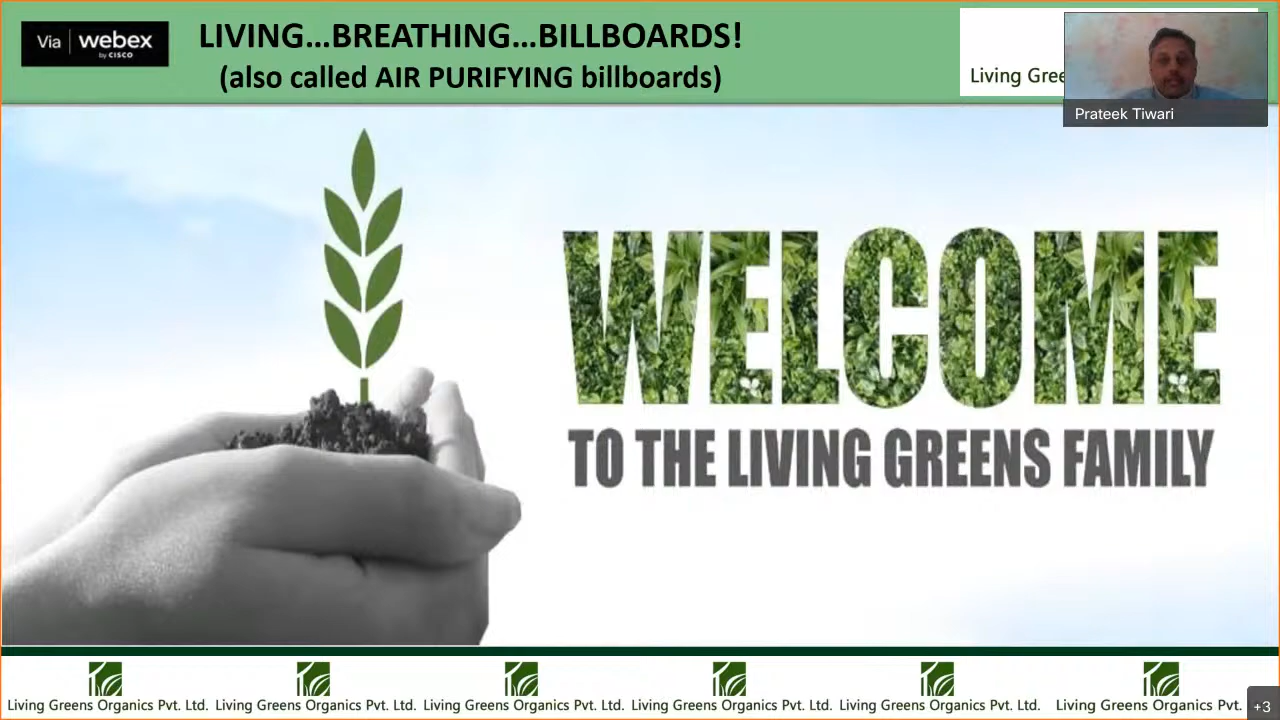 Via | webex
by CISCO
LIVING...BREATHING...BILLBOARDS!
(also called AIR PURIFYING billboards)
Living Gree
Prateek Tiwari
WELCOME
TO THE LIVING GREENS FAMILY
Living Greens Organics Pvt. Ltd. Living Greens Organics Pvt. Ltd. Living Greens Organics Pvt. Ltd. Living Greens Organics Pvt. Ltd. Living Greens Organics Pvt. Ltd. Living Greens Organics Pvt.
+3